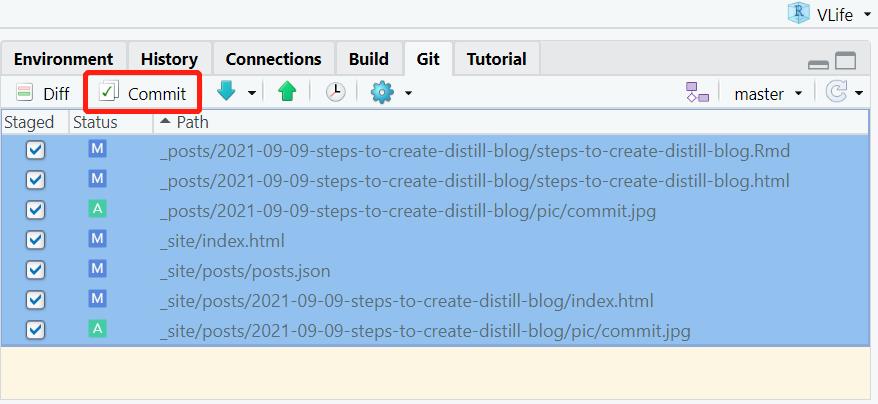 VLife
Environment History Connections Build Git Tutorial
Diff Commit master
Staged Status Path
M _posts/2021-09-09-steps-to-create-distill-blog/steps-to-create-distill-blog.Rmd
M _posts/2021-09-09-steps-to-create-distill-blog/steps-to-create-distill-blog.html
A _posts/2021-09-09-steps-to-create-distill-blog/pic/commit.jpg
M _site/index.html
M _site/posts/posts.json
M _site/posts/2021-09-09-steps-to-create-distill-blog/index.html
A _site/posts/2021-09-09-steps-to-create-distill-blog/pic/commit.jpg